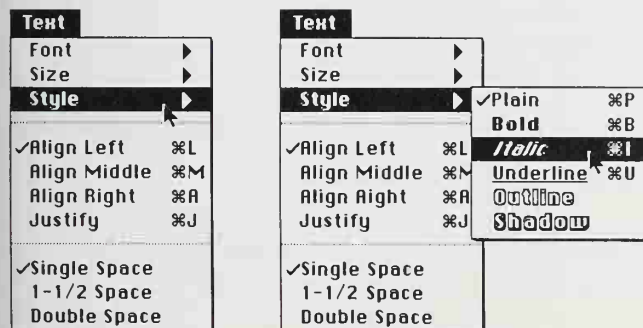 Text
Font
Size
Style
✓Align Left ⌘L
Align Middle ⌘M
Align Right ⌘R
Justify ⌘J
✓Single Space
1-1/2 Space
Double Space
Text
Font
Size
Style
✓Align Left ⌘L
Align Middle ⌘M
Align Right ⌘R
Justify ⌘J
✓Single Space
1-1/2 Space
Double Space
✓Plain ⌘P
Bold ⌘B
Italic ⌘I
Underline ⌘U
Outline
Shadow